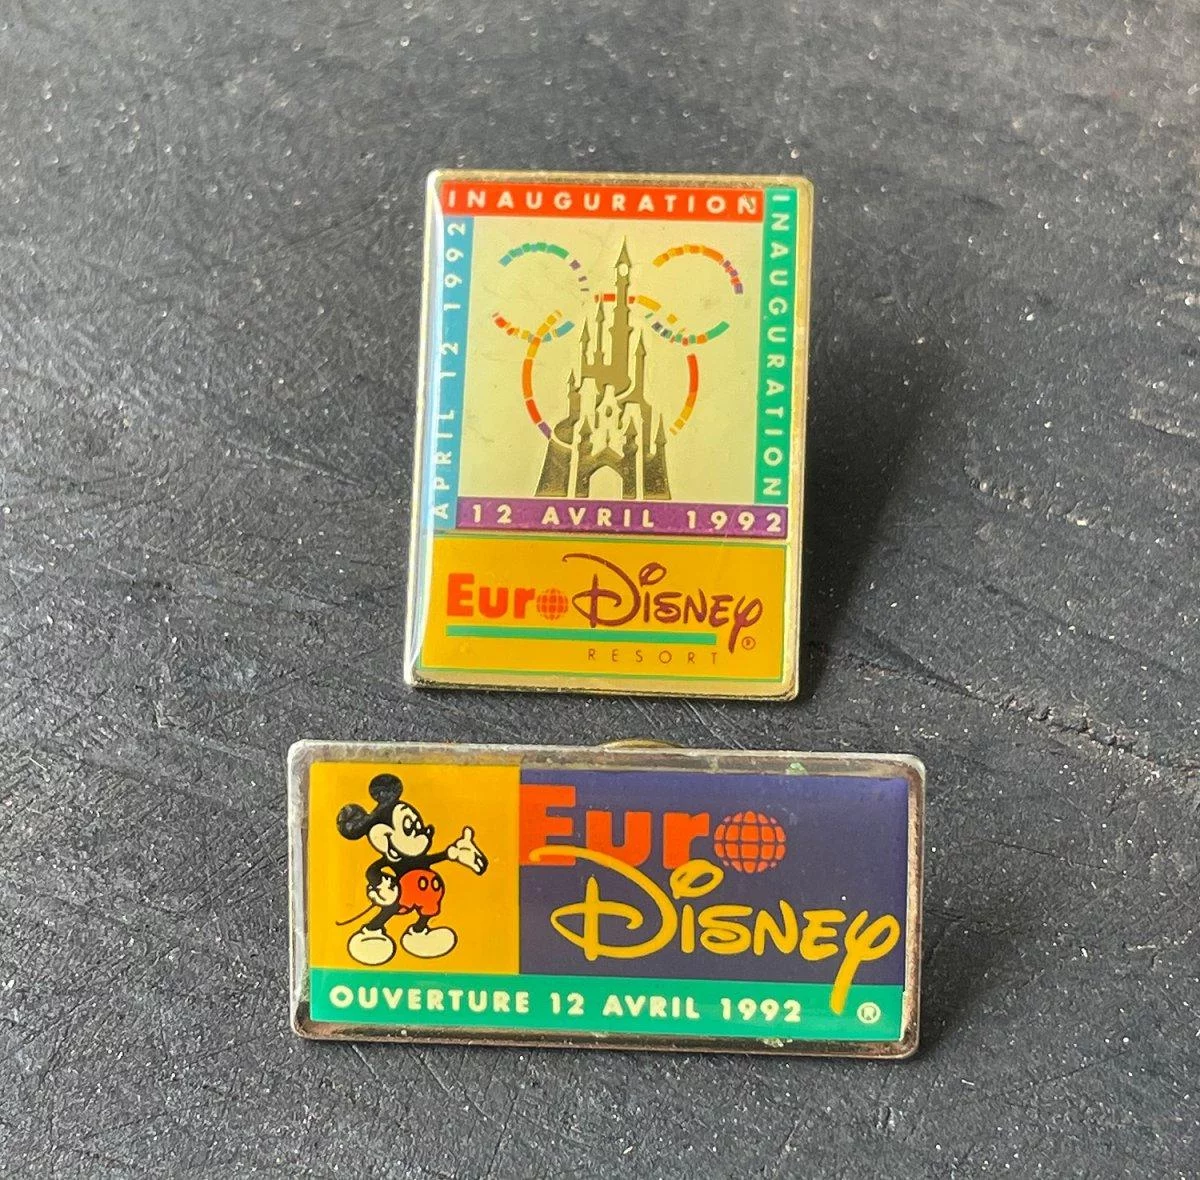 INAUGURATION
INAUGURATION
APRIL 12 1992
12 AVRIL 1992
Euro Disney ®
RESORT
Euro
Disney ®
OUVERTURE 12 AVRIL 1992